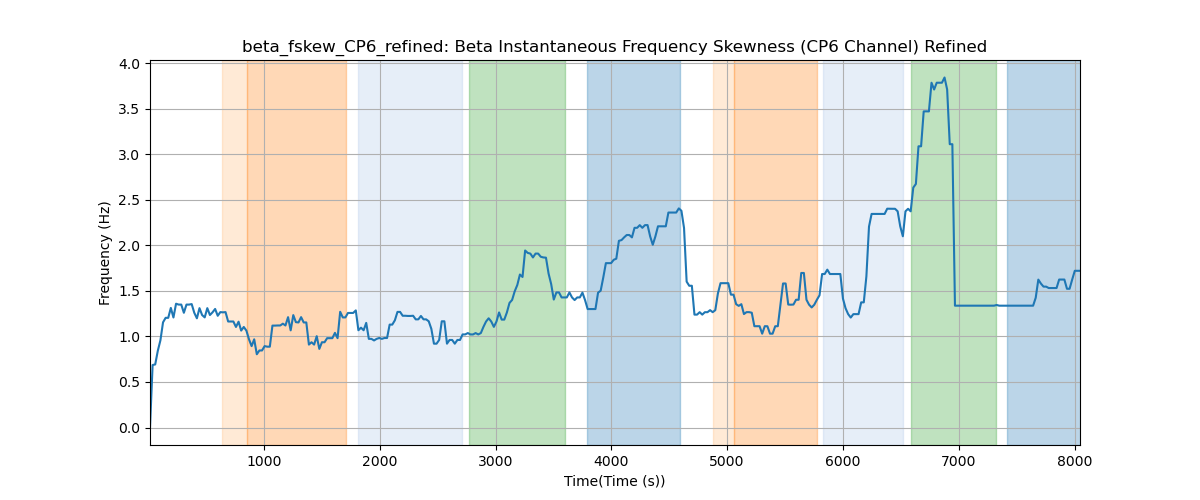 beta_fskew_CP6_refined: Beta Instantaneous Frequency Skewness (CP6 Channel) Refined
Frequency (Hz)
4.0
3.5
3.0
2.5
2.0
1.5
1.0
0.5
0.0
1000 2000 3000 4000 5000 6000 7000 8000
Time(Time (s))